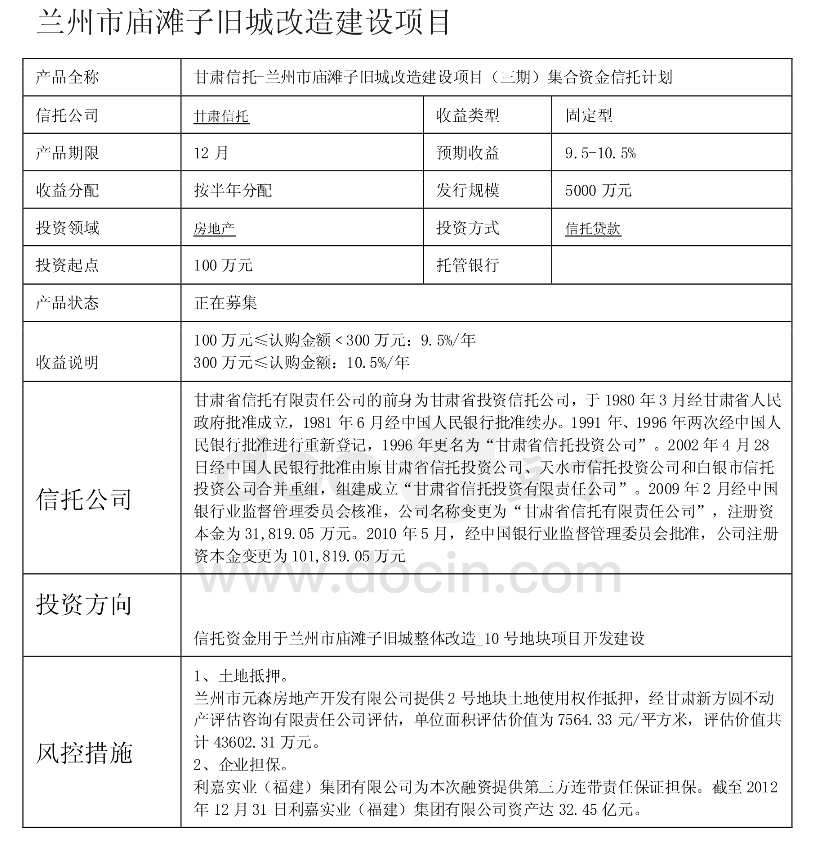 兰州市庙滩子旧城改造建设项目
产品全称 甘肃信托-兰州市庙滩子旧城改造建设项目（三期）集合资金信托计划
信托公司 甘肃信托 收益类型 固定型
产品期限 12 月 预期收益 9.5-10.5%
收益分配 按半年分配 发行规模 5000 万元
投资领域 房地产 投资方式 信托贷款
投资起点 100 万元 托管银行
产品状态 正在募集
收益说明
100 万元≤认购金额＜300 万元：9.5%/年
300 万元≤认购金额：10.5%/年
信托公司
甘肃省信托有限责任公司的前身为甘肃省投资信托公司，于 1980 年 3 月经甘肃省人民
政府批准成立，1981 年 6 月经中国人民银行批准续办。1991 年、1996 年两次经中国人
民银行批准进行重新登记，1996 年更名为“甘肃省信托投资公司”。2002 年 4 月 28
日经中国人民银行批准由原甘肃省信托投资公司、天水市信托投资公司和白银市信托
投资公司合并重组，组建成立“甘肃省信托投资有限责任公司”。2009 年 2 月经中国
银行业监督管理委员会核准，公司名称变更为“甘肃省信托有限责任公司”，注册资
本金为 31,819.05 万元。2010 年 5 月，经中国银行业监督管理委员会批准，公司注册
资本金变更为 101,819.05 万元
www.docin.com
投资方向
信托资金用于兰州市庙滩子旧城整体改造_10 号地块项目开发建设
风控措施
1、土地抵押。
兰州市元森房地产开发有限公司提供 2 号地块土地使用权作抵押，经甘肃新方圆不动
产评估咨询有限责任公司评估，单位面积评估价值为 7564.33 元/平方米，评估价值共
计 43602.31 万元。
2、企业担保。
利嘉实业（福建）集团有限公司为本次融资提供第三方连带责任保证担保。截至 2012
年 12 月 31 日利嘉实业（福建）集团有限公司资产达 32.45 亿元。